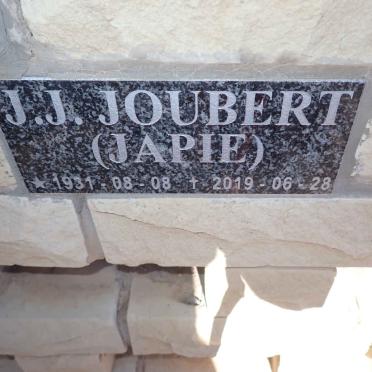 J.J. JOUBERT
(JAPIE)
★ 1931-08-08 ✝ 2019-06-28